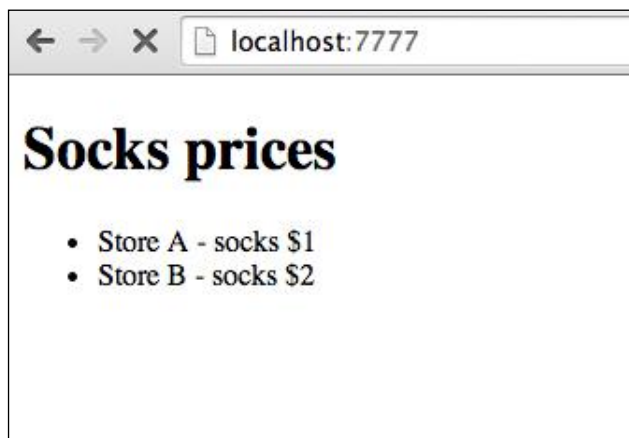 localhost:7777
Socks prices
• Store A - socks $1
• Store B - socks $2